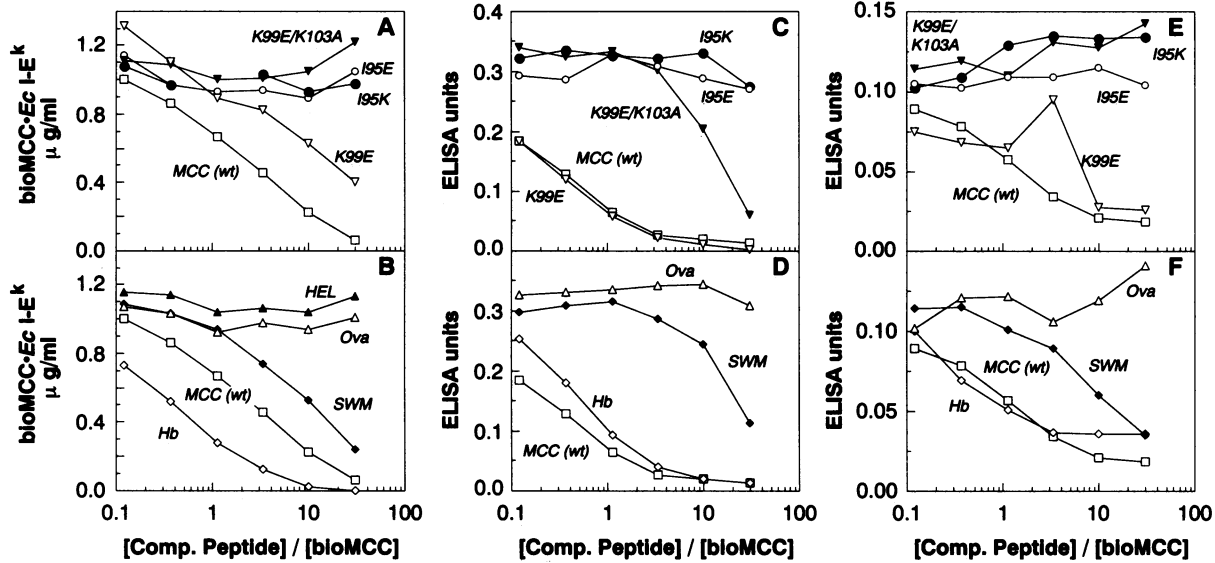 A
bioMCC•Ec I-Eᵏ
μ g/ml
1.2
0.8
0.4
0.0
K99E/K103A
I95E
I95K
K99E
MCC (wt)
C
ELISA units
0.4
0.3
0.2
0.1
0.0
I95K
I95E
K99E/K103A
MCC (wt)
K99E
E
ELISA units
0.15
0.10
0.05
0.00
K99E/
K103A
I95K
I95E
K99E
MCC (wt)
B
bioMCC•Ec I-Eᵏ
μ g/ml
1.2
0.8
0.4
0.0
HEL
Ova
MCC (wt)
SWM
Hb
0.1
1
10
100
[Comp. Peptide] / [bioMCC]
D
ELISA units
0.3
0.2
0.1
0.0
Ova
SWM
Hb
MCC (wt)
0.1
1
10
100
[Comp. Peptide] / [bioMCC]
F
ELISA units
0.10
0.05
0.00
Ova
MCC (wt)
SWM
Hb
0.1
1
10
100
[Comp. Peptide] / [bioMCC]